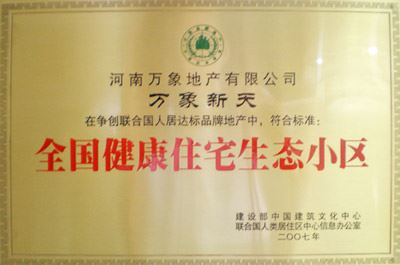 河南万象地产有限公司
万象新天
在争创联合国人居达标品牌地产中,符合标准:
全国健康住宅生态小区
建设部中国建筑文化中心
联合国人类居住区中心信息办公室
二〇〇七年